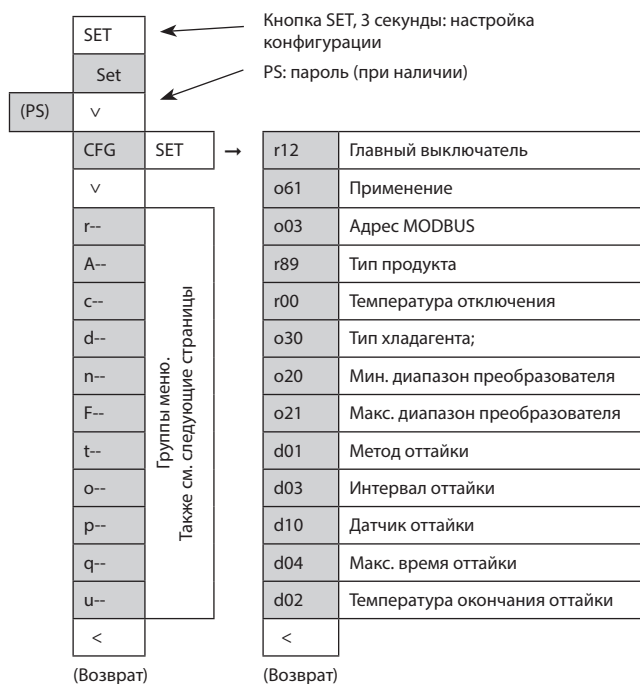 SET
Кнопка SET, 3 секунды: настройка
конфигурации
Set
PS: пароль (при наличии)
(PS) ∨
CFG SET → r12 Главный выключатель
∨ o61 Применение
r-- o03 Адрес MODBUS
A-- r89 Тип продукта
c-- r00 Температура отключения
d-- o30 Тип хладагента;
n-- o20 Мин. диапазон преобразователя
F-- o21 Макс. диапазон преобразователя
t-- d01 Метод оттайки
o-- d03 Интервал оттайки
p-- d10 Датчик оттайки
q-- d04 Макс. время оттайки
u-- d02 Температура окончания оттайки
Группы меню.
Также см. следующие страницы
< <
(Возврат) (Возврат)